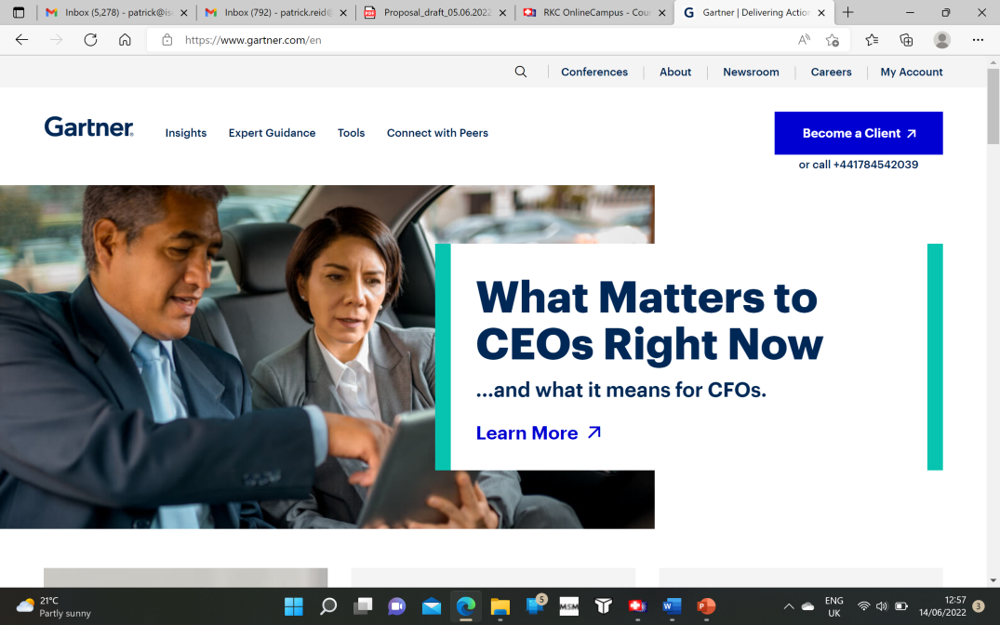 Inbox (5,278) - patrick@is
Inbox (792) - patrick.reid@
PDF
Proposal_draft_05.06.2022
RKC OnlineCampus - Cou
G
Gartner | Delivering Actio
https://www.gartner.com/en
Conferences
About
Newsroom
Careers
My Account
Gartner
Insights
Expert Guidance
Tools
Connect with Peers
Become a Client
or call +441784542039
What Matters to
CEOs Right Now
...and what it means for CFOs.
Learn More
21°C
Partly sunny
5
MSM
W
P
ENG
UK
12:57
14/06/2022
3